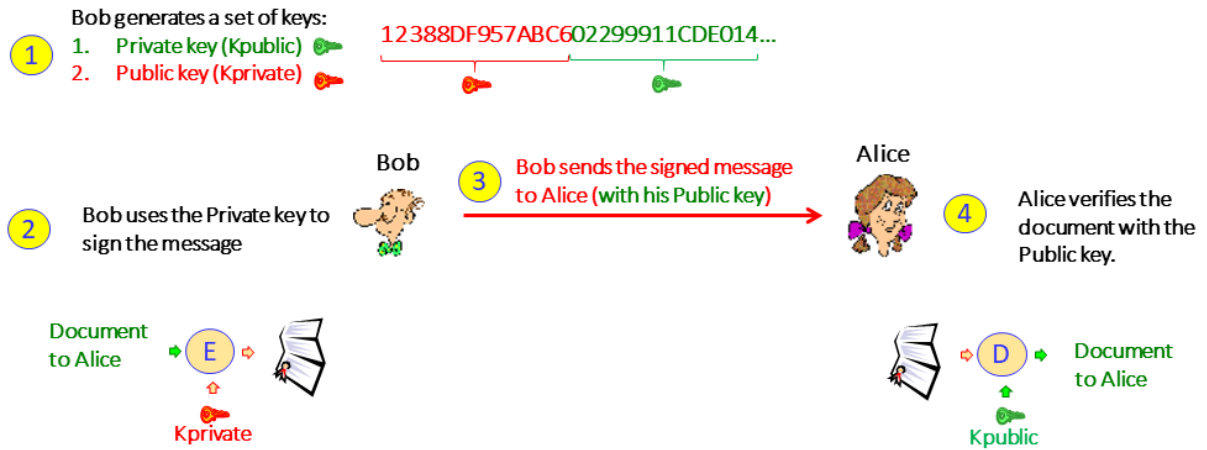 Bob generates a set of keys:
1
1. Private key (Kpublic)
2. Public key (Kprivate)
12388DF957ABC602299911CDE014...
Bob
3
Bob sends the signed message
to Alice (with his Public key)
Alice
2
Bob uses the Private key to
sign the message
4
Alice verifies the
document with the
Public key.
Document
to Alice
E
Kprivate
D
Document
to Alice
Kpublic